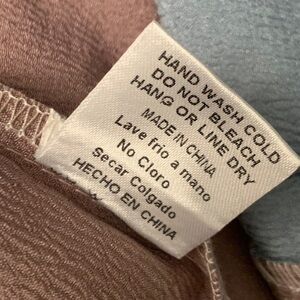 HAND WASH COLD
DO NOT BLEACH
HANG OR LINE DRY
MADE IN CHINA
Lave frio a mano
No Cloro
Secar Colgado
HECHO EN CHINA